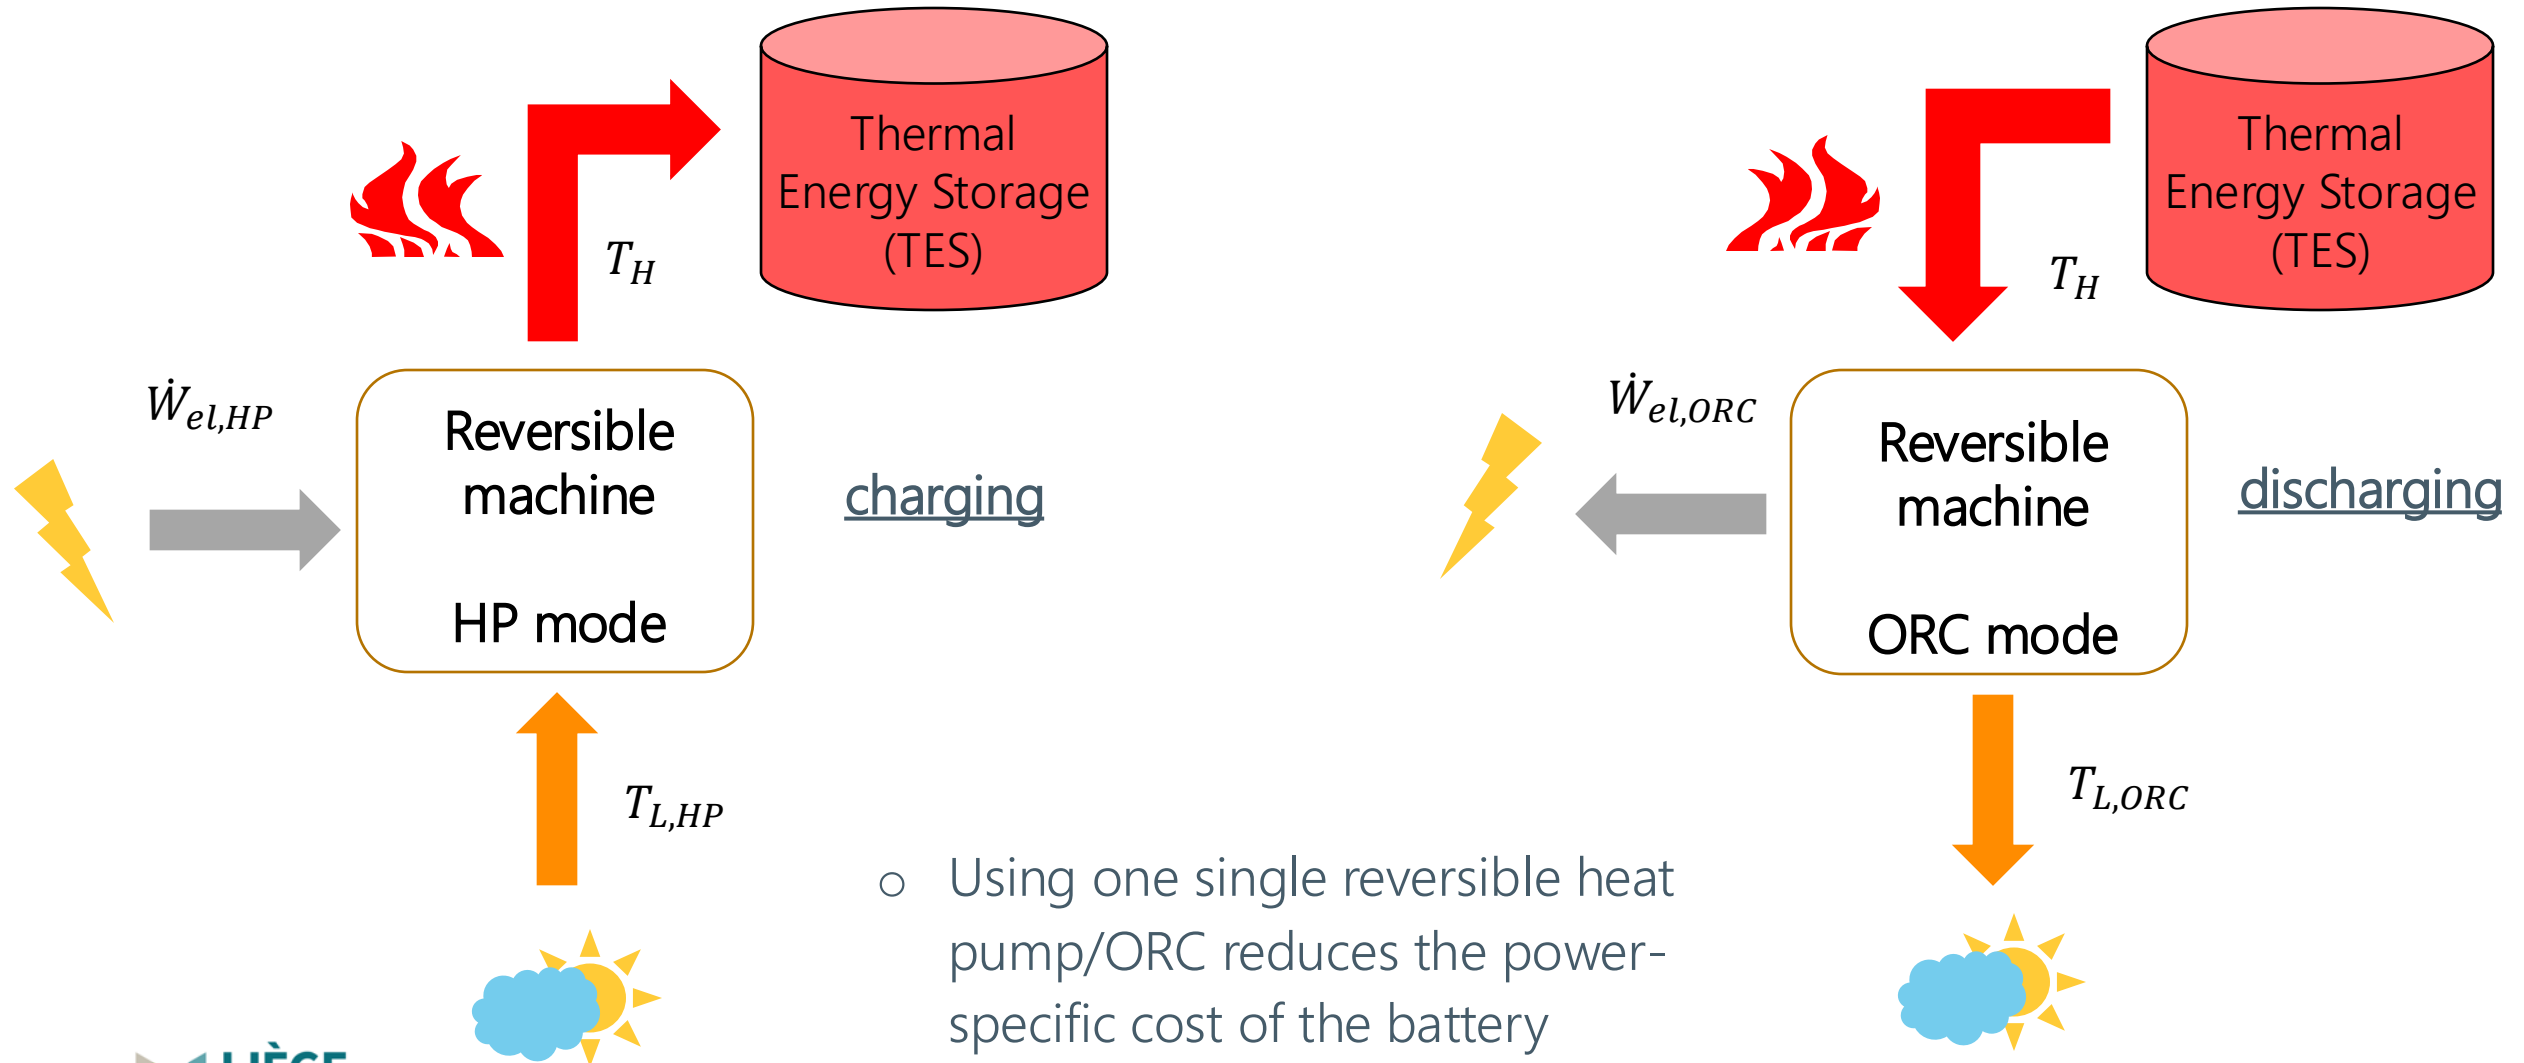 Thermal
Energy Storage
(TES)
T_H
Ẇ_el,HP
Reversible
machine
HP mode
charging
T_L,HP
Thermal
Energy Storage
(TES)
T_H
Ẇ_el,ORC
Reversible
machine
ORC mode
discharging
T_L,ORC
○ Using one single reversible heat
pump/ORC reduces the power-
specific cost of the battery
LIÈGE